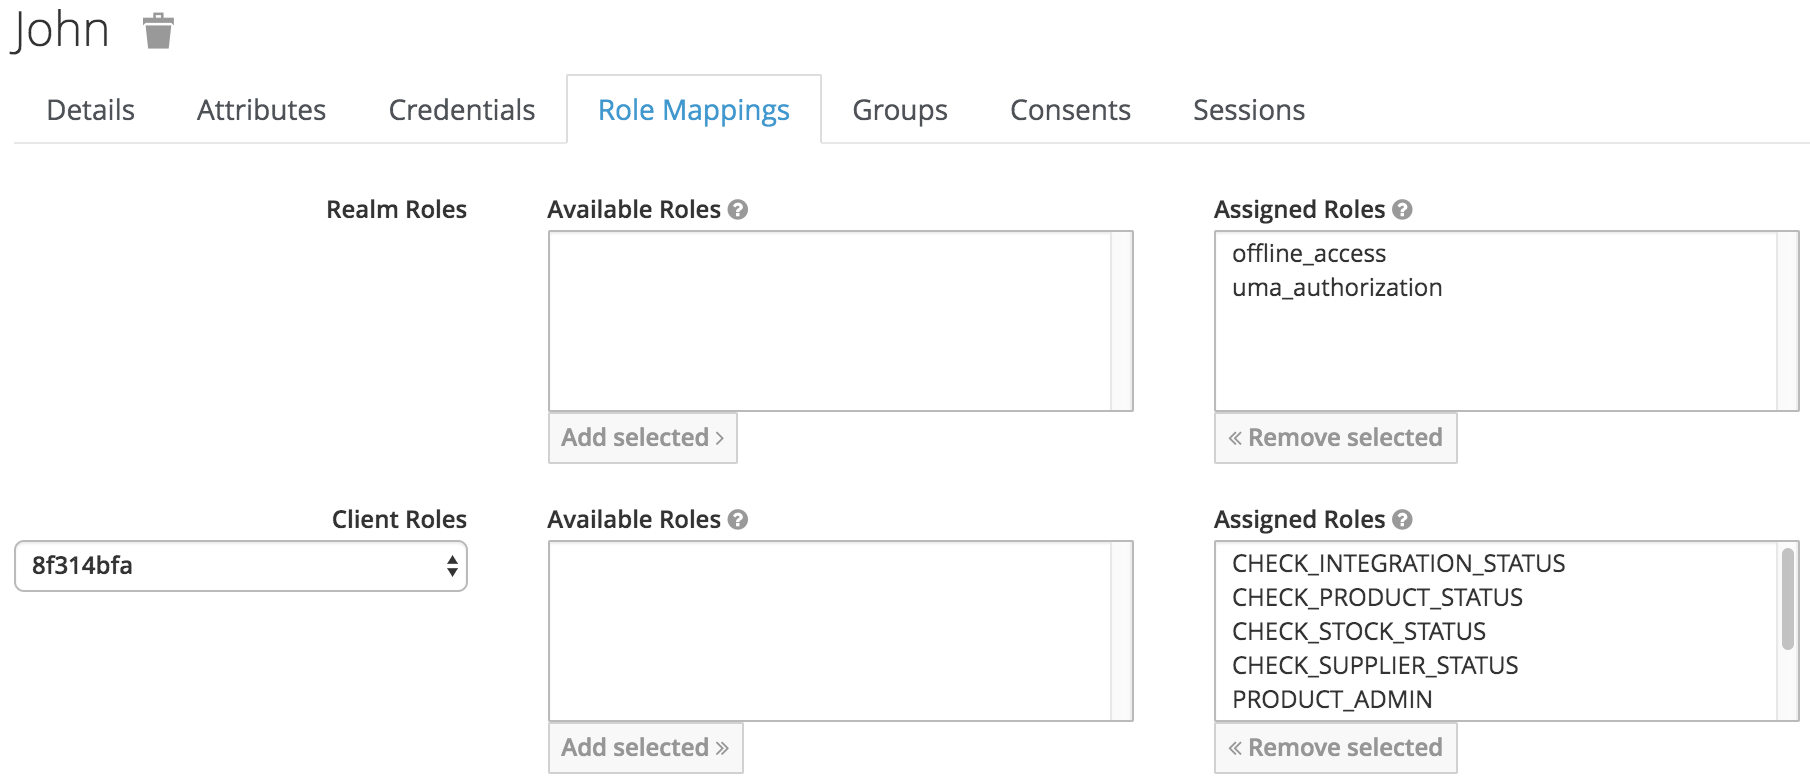 John
Details Attributes Credentials Role Mappings Groups Consents Sessions
Realm Roles Available Roles Assigned Roles
offline_access
uma_authorization
Add selected > « Remove selected
Client Roles Available Roles Assigned Roles
8f314bfa
CHECK_INTEGRATION_STATUS
CHECK_PRODUCT_STATUS
CHECK_STOCK_STATUS
CHECK_SUPPLIER_STATUS
PRODUCT_ADMIN
Add selected » « Remove selected